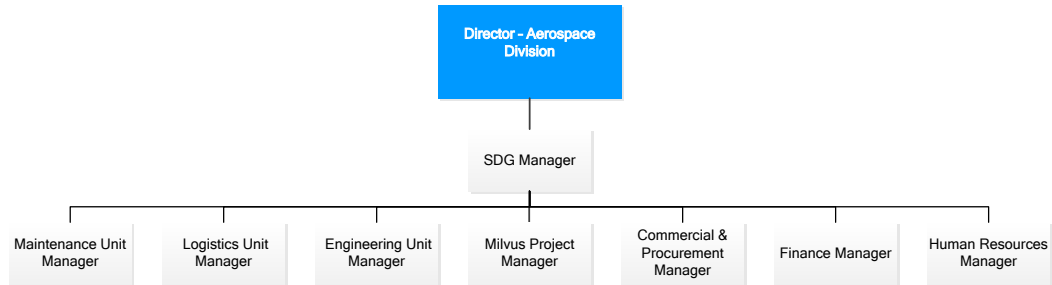 Director - Aerospace
Division
SDG Manager
Maintenance Unit
Manager
Logistics Unit
Manager
Engineering Unit
Manager
Milvus Project
Manager
Commercial &
Procurement
Manager
Finance Manager
Human Resources
Manager